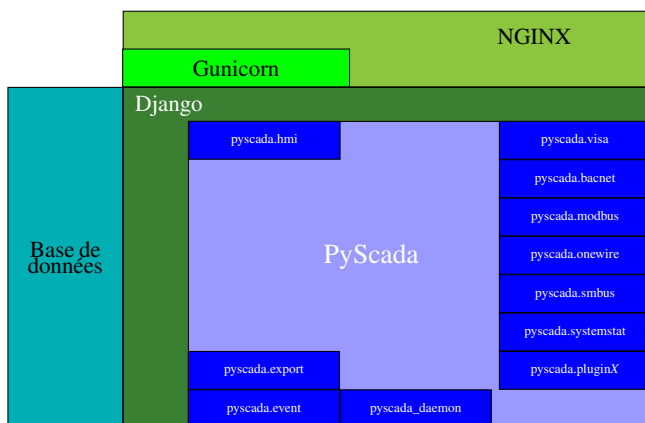 NGINX
Gunicorn
Django
pyscada.hmi
pyscada.visa
pyscada.bacnet
pyscada.modbus
Base de
données
PyScada
pyscada.onewire
pyscada.smbus
pyscada.systemstat
pyscada.export
pyscada.pluginX
pyscada.event
pyscada_daemon